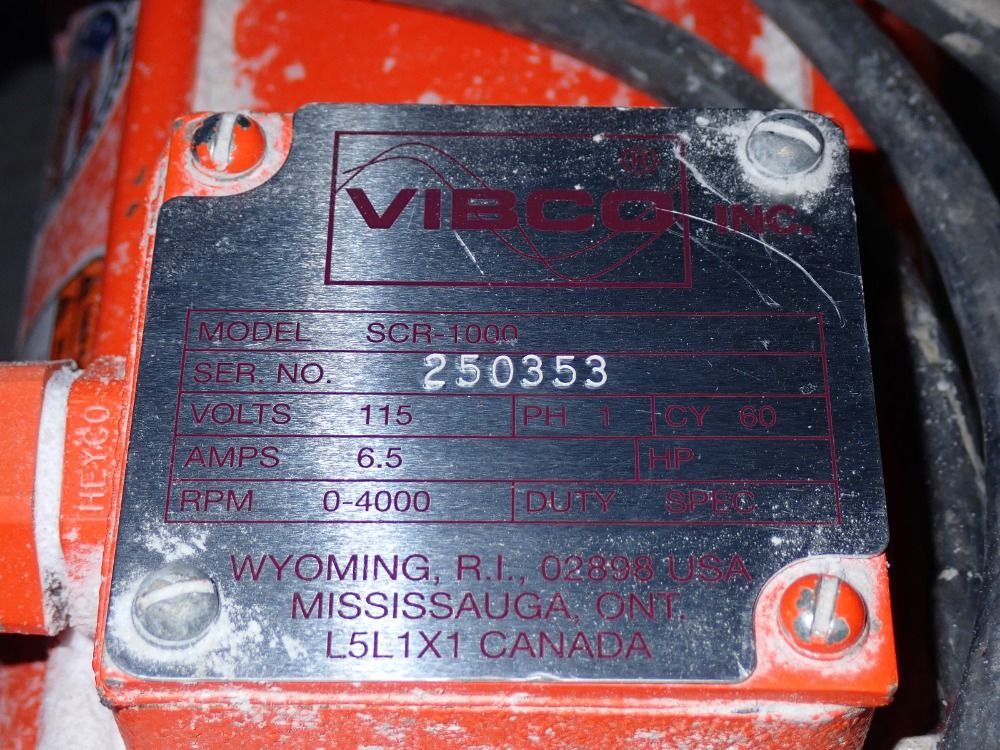 VIBCO ® INC.
MODEL SCR-1000
SER. NO. 250353
VOLTS 115 PH 1 CY 60
AMPS 6.5 HP
RPM 0-4000 DUTY SPEC
WYOMING, R.I., 02898 USA
MISSISSAUGA, ONT.
L5L1X1 CANADA
HEYCO